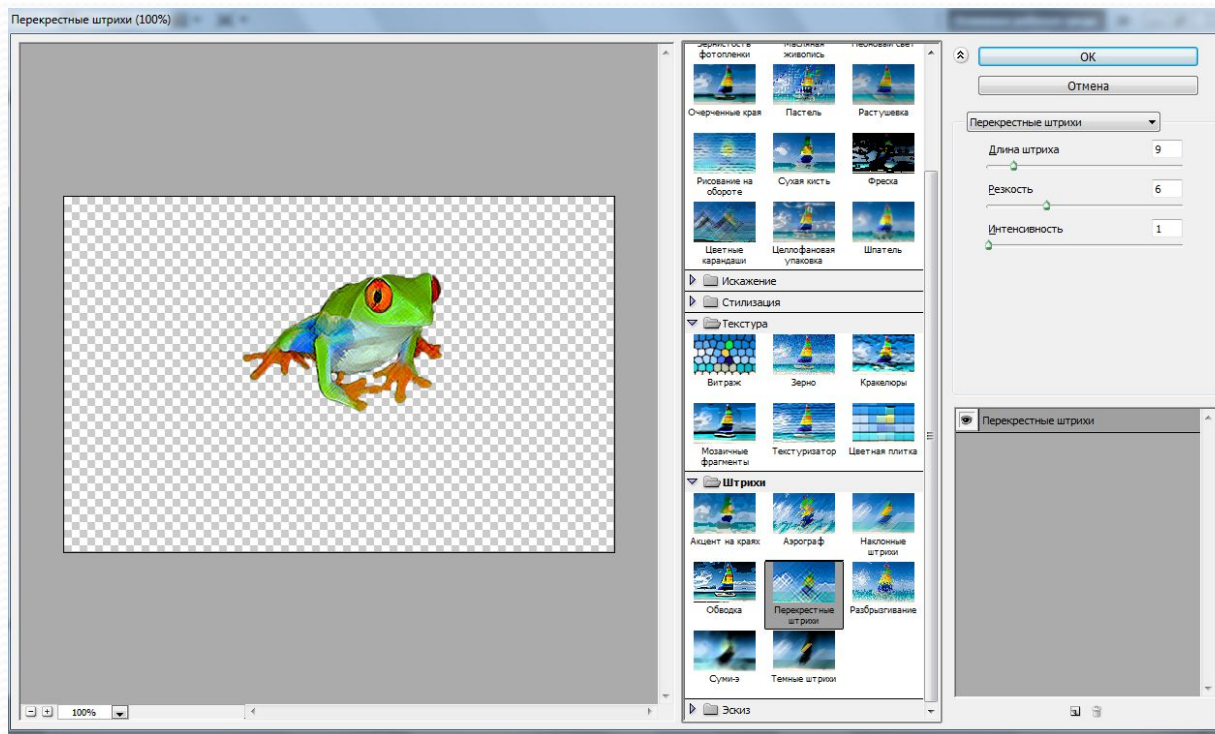 Перекрестные штрихи (100%)
Зернистость Масляная Неоновый свет
фотопленки живопись
Очерченные края Пастель Растушевка
Рисование на Сухая кисть Фреска
обороте
Цветные Целлофановая Шпатель
карандаши упаковка
Искажение
Стилизация
Текстура
Витраж Зерно Кракелюры
Мозаичные Текстуризатор Цветная плитка
фрагменты
Штрихи
Акцент на краях Аэрограф Наклонные
штрихи
Обводка Перекрестные Разбрызгивание
штрихи
Суми-э Темные штрихи
Эскиз
100%
OK
Отмена
Перекрестные штрихи
Длина штриха 9
Резкость 6
Интенсивность 1
Перекрестные штрихи